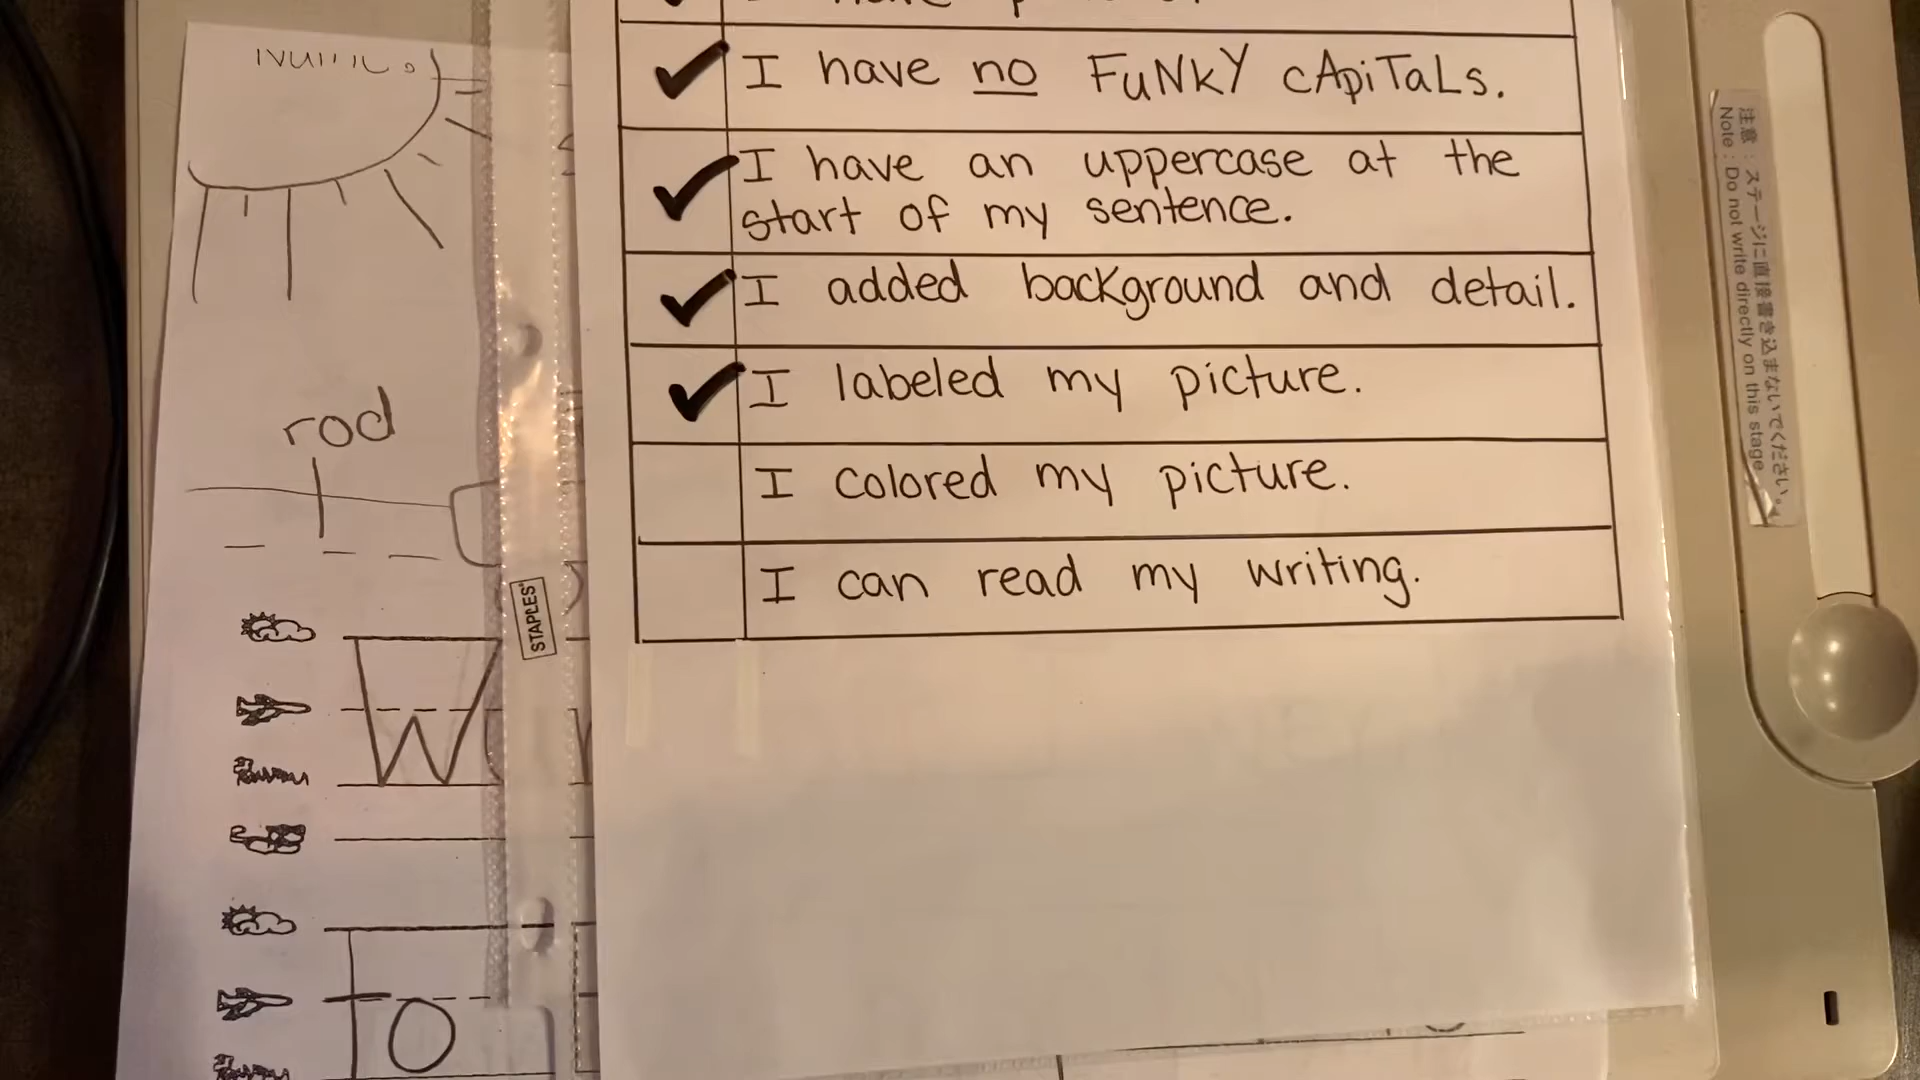 I have no FuNkY cApiTaLs.
I have an uppercase at the
start of my sentence.
I added background and detail.
I labeled my picture.
I colored my picture.
I can read my writing.
rod
STAPLES
W
to
注意：ステージに直接書き込まないでください。
Note : Do not write directly on this stage